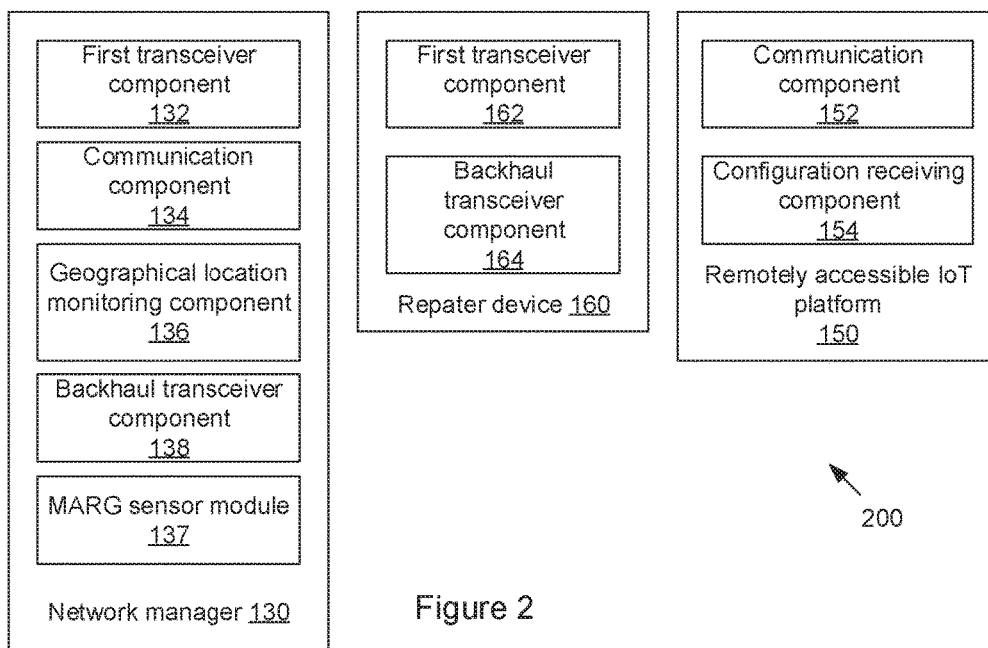 First transceiver
component
132
Communication
component
134
Geographical location
monitoring component
136
Backhaul transceiver
component
138
MARG sensor module
137
Network manager 130
First transceiver
component
162
Backhaul
transceiver
component
164
Repater device 160
Communication
component
152
Configuration receiving
component
154
Remotely accessible IoT
platform
150
200
Figure 2